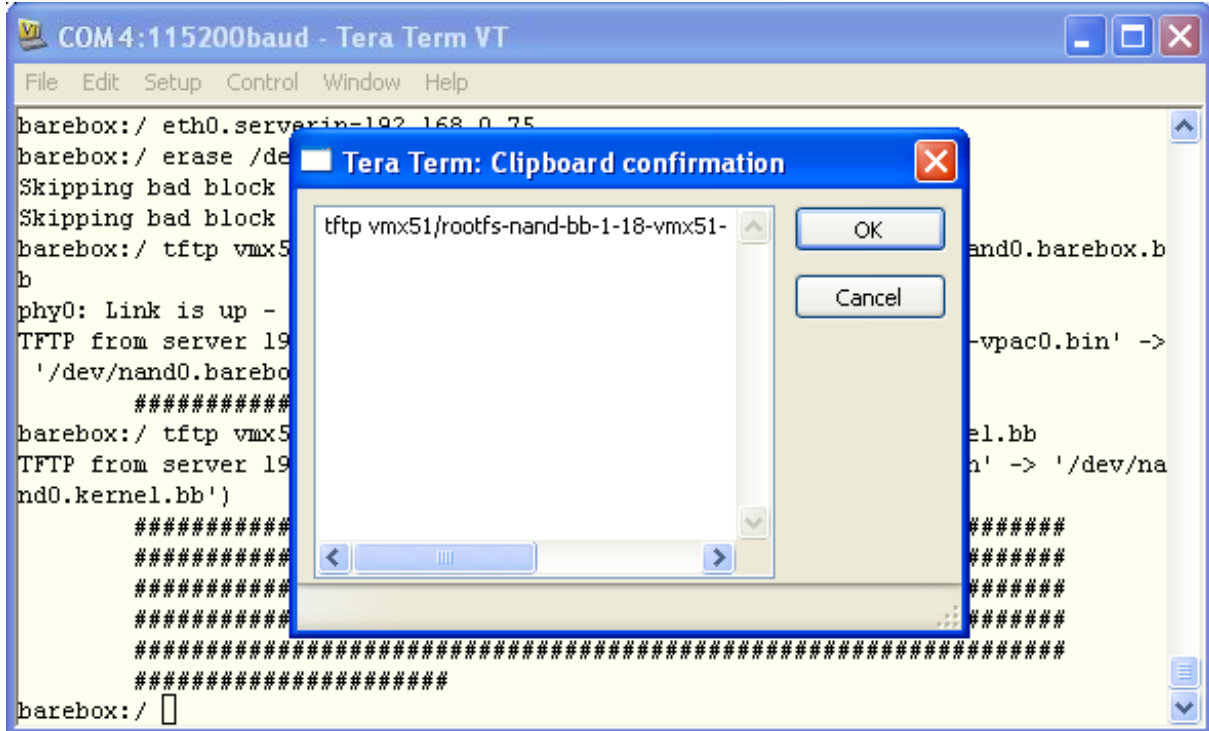 COM4:115200baud - Tera Term VT
File Edit Setup Control Window Help
barebox:/ eth0.serverip=192.168.0.75
barebox:/ erase /de
Skipping bad block
Skipping bad block
barebox:/ tftp vmx5 and0.barebox.b
b
phy0: Link is up -
TFTP from server 19 -vpac0.bin' ->
'/dev/nand0.barebo
###########
barebox:/ tftp vmx5 el.bb
TFTP from server 19 n' -> '/dev/na
nd0.kernel.bb')
########### #######
########### #######
########### #######
########### #######
################################################################
######################
barebox:/
Tera Term: Clipboard confirmation
tftp vmx51/rootfs-nand-bb-1-18-vmx51-
OK
Cancel